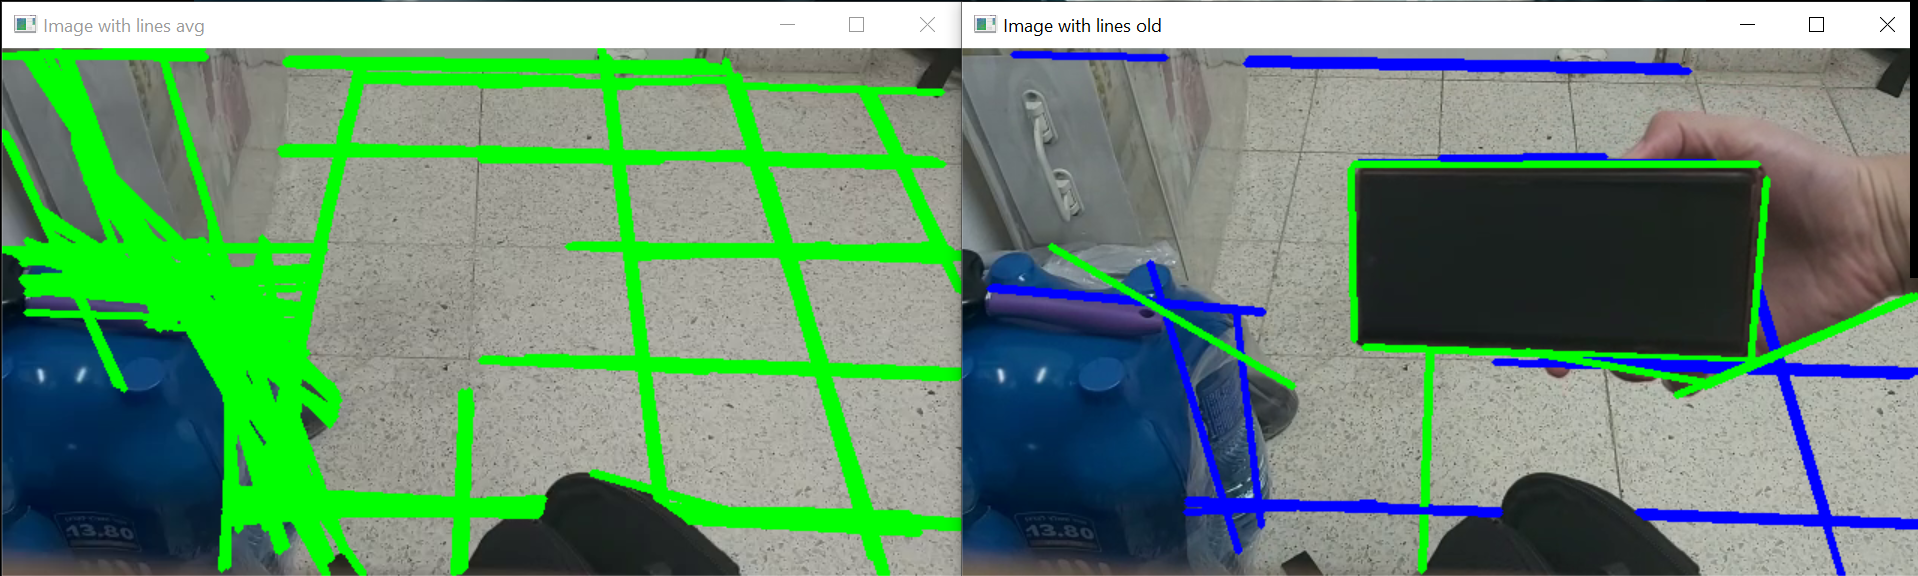 Image with lines avg
Image with lines old
13.80
13.80